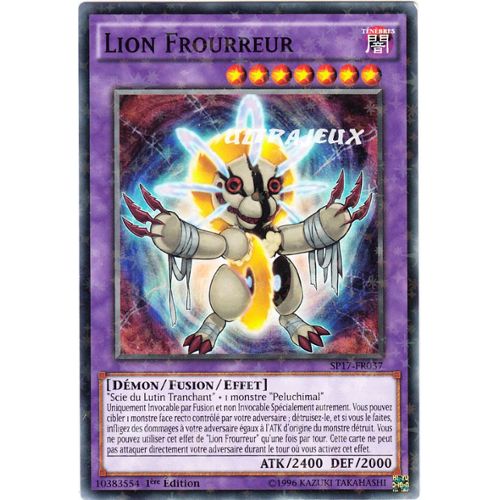 LION FROURREUR
TÉNÈBRES
闇
ULTRAJEUX
SP17-FR037
[DÉMON/FUSION/EFFET]
"Scie du Lutin Tranchant" + 1 monstre "Peluchimal"
Uniquement Invocable par Fusion et non Invocable Spécialement autrement. Vous pouvez
cibler 1 monstre face recto contrôlé par votre adversaire ; détruisez-le, et si vous le faites,
infligez des dommages à votre adversaire égaux à l'ATK d'origine du monstre détruit. Vous
ne pouvez utiliser cet effet de "Lion Frourreur" qu'une fois par tour. Cette carte ne peut
pas attaquer directement votre adversaire durant le tour où vous activez cet effet.
ATK/2400 DEF/2000
10383554 1ère Edition ©1996 KAZUKI TAKAHASHI